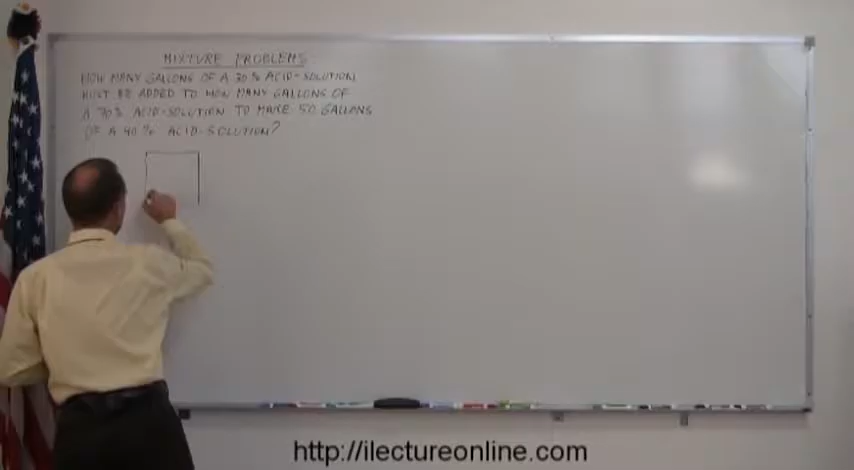 MIXTURE PROBLEMS
HOW MANY GALLONS OF A 30% ACID-SOLUTION
MUST BE ADDED TO HOW MANY GALLONS OF
A 70% ACID-SOLUTION TO MAKE 50 GALLONS
OF A 40% ACID-SOLUTION?
http://ilectureonline.com